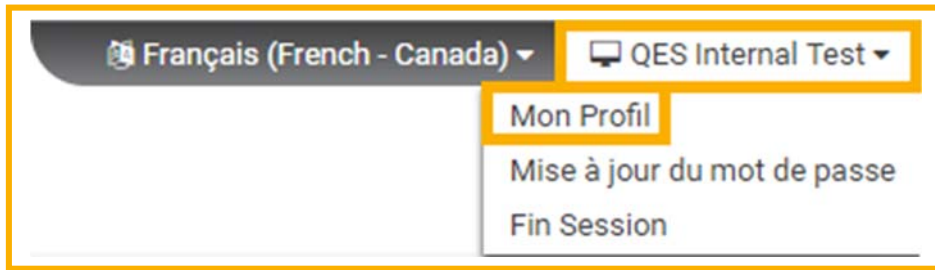 Français (French - Canada) QES Internal Test
Mon Profil
Mise à jour du mot de passe
Fin Session